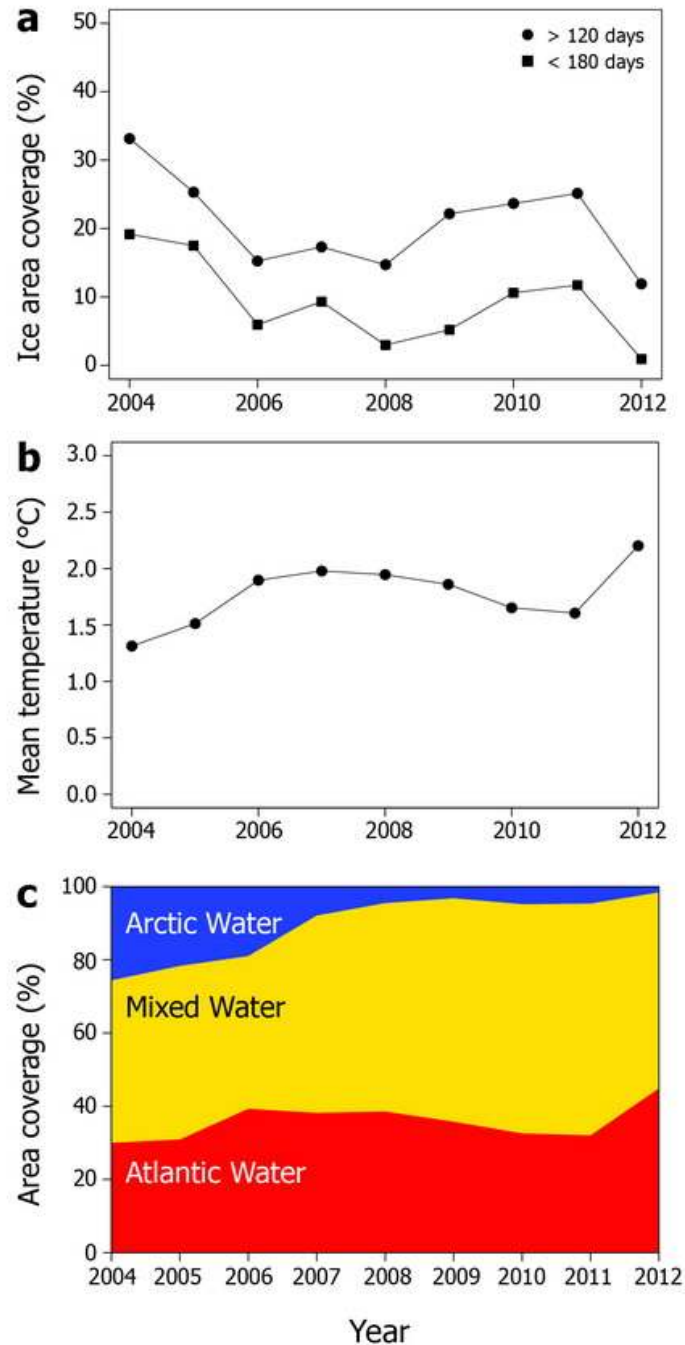 a
Ice area coverage (%)
50
40
30
20
10
0
> 120 days
< 180 days
2004 2006 2008 2010 2012
b
Mean temperature (°C)
3.0
2.5
2.0
1.5
1.0
0.5
0.0
2004 2006 2008 2010 2012
c
Area coverage (%)
100
80
60
40
20
0
Arctic Water
Mixed Water
Atlantic Water
2004 2005 2006 2007 2008 2009 2010 2011 2012
Year